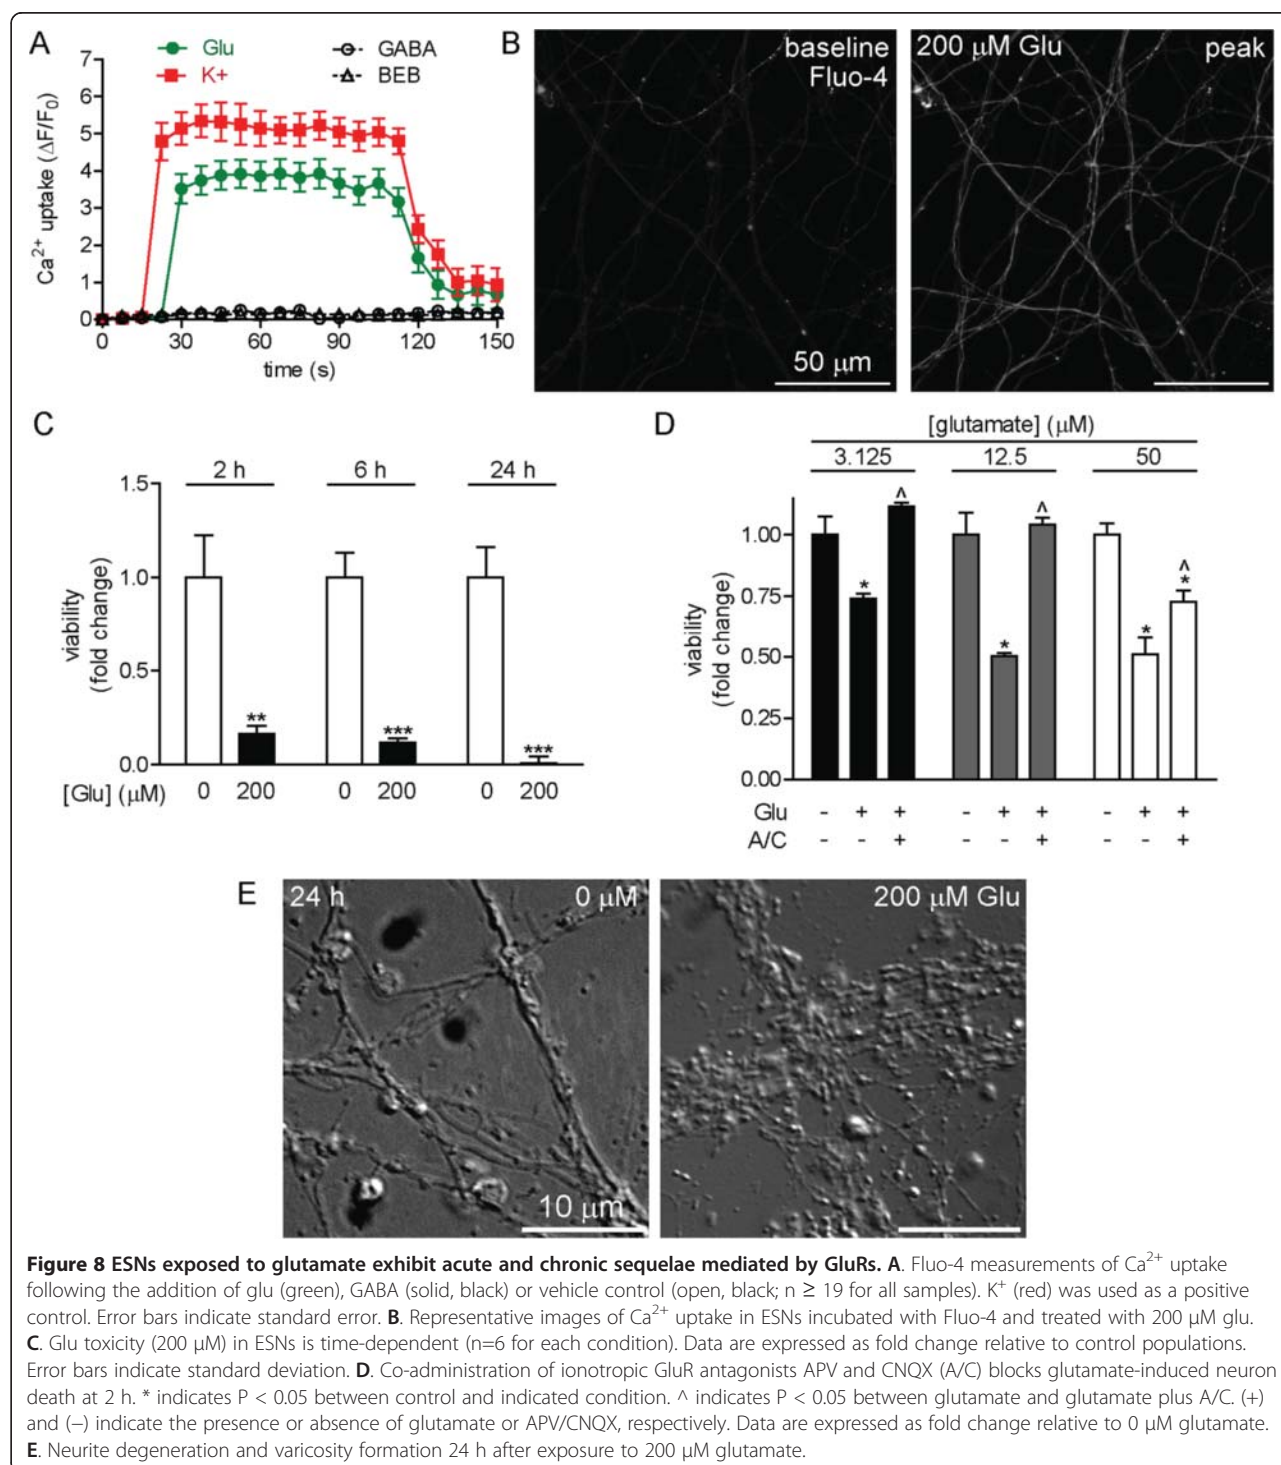 A
Glu
K+
GABA
BEB
Ca2+ uptake (ΔF/F0)
7
6
5
4
3
2
1
0
0 30 60 90 120 150
time (s)
B
baseline
Fluo-4
50 μm
200 μM Glu peak
C
2 h 6 h 24 h
viability
(fold change)
1.5
1.0
0.5
0.0
** *** ***
[Glu] (μM) 0 200 0 200 0 200
D
[glutamate] (μM)
3.125 12.5 50
viability
(fold change)
1.00
0.75
0.50
0.25
0.00
* ^ * ^ * ^ *
Glu - + + - + + - + +
A/C - - + - - + - - +
E
24 h 0 μM
10 μm
200 μM Glu
Figure 8 ESNs exposed to glutamate exhibit acute and chronic sequelae mediated by GluRs. A. Fluo-4 measurements of Ca2+ uptake
following the addition of glu (green), GABA (solid, black) or vehicle control (open, black; n ≥ 19 for all samples). K+ (red) was used as a positive
control. Error bars indicate standard error. B. Representative images of Ca2+ uptake in ESNs incubated with Fluo-4 and treated with 200 μM glu.
C. Glu toxicity (200 μM) in ESNs is time-dependent (n=6 for each condition). Data are expressed as fold change relative to control populations.
Error bars indicate standard deviation. D. Co-administration of ionotropic GluR antagonists APV and CNQX (A/C) blocks glutamate-induced neuron
death at 2 h. * indicates P < 0.05 between control and indicated condition. ^ indicates P < 0.05 between glutamate and glutamate plus A/C. (+)
and (−) indicate the presence or absence of glutamate or APV/CNQX, respectively. Data are expressed as fold change relative to 0 μM glutamate.
E. Neurite degeneration and varicosity formation 24 h after exposure to 200 μM glutamate.